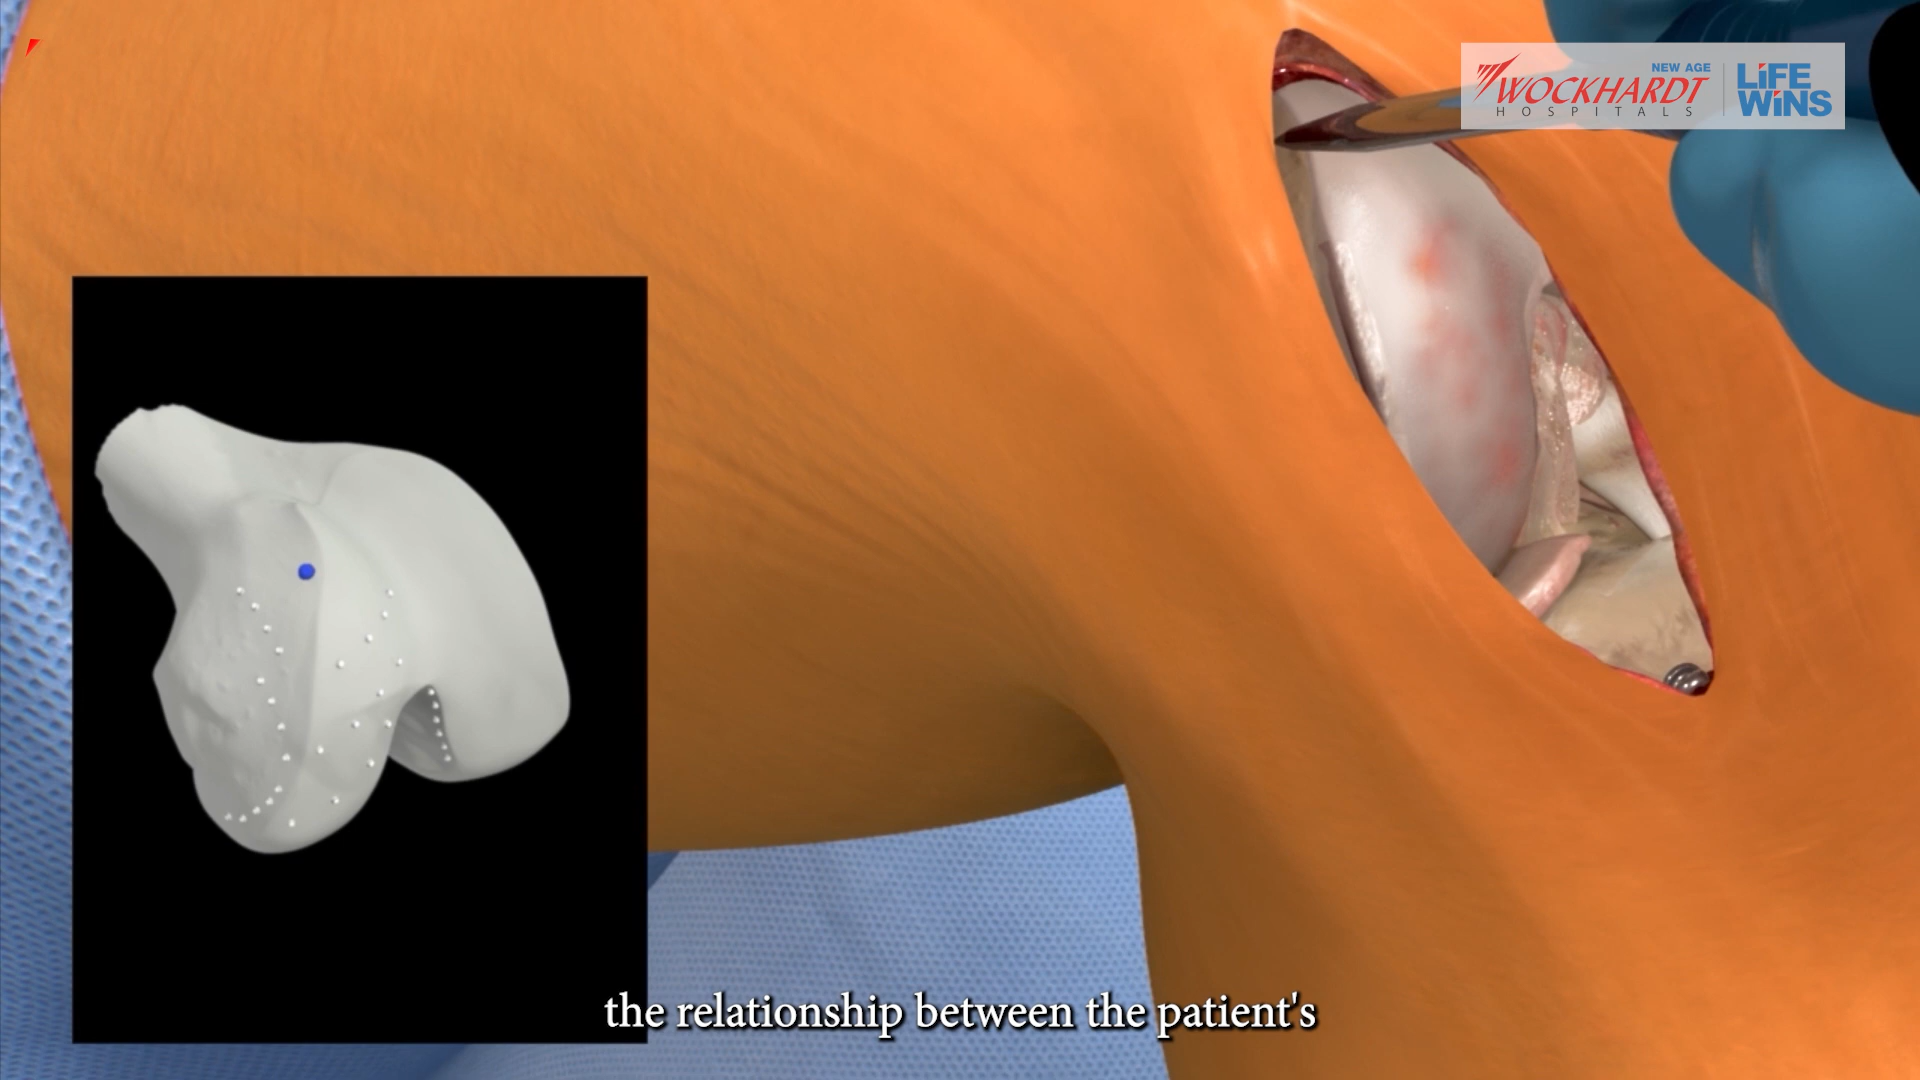 NEW AGE
WOCKHARDT
HOSPITALS
LiFE
WiNS
the relationship between the patient's